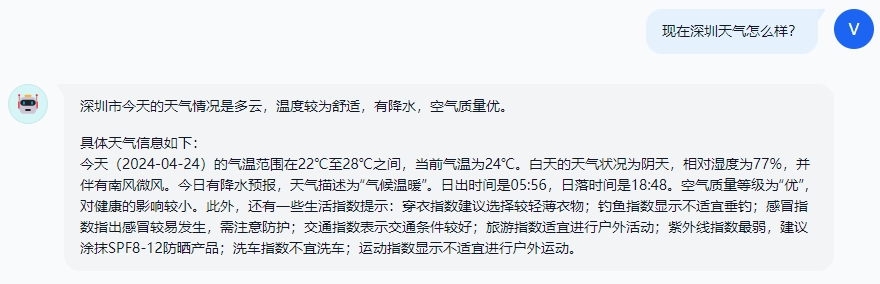 现在深圳天气怎么样？
V
深圳市今天的天气情况是多云，温度较为舒适，有降水，空气质量优。
具体天气信息如下：
今天（2024-04-24）的气温范围在22℃至28℃之间，当前气温为24℃。白天的天气状况为阴天，相对湿度为77%，并
伴有南风微风。今日有降水预报，天气描述为“气候温暖”。日出时间是05:56，日落时间是18:48。空气质量等级为“优”，
对健康的影响较小。此外，还有一些生活指数提示：穿衣指数建议选择较轻薄衣物；钓鱼指数显示不适宜垂钓；感冒指
数指出感冒较易发生，需注意防护；交通指数表示交通条件较好；旅游指数适宜进行户外活动；紫外线指数最弱，建议
涂抹SPF8-12防晒产品；洗车指数不宜洗车；运动指数显示不适宜进行户外运动。